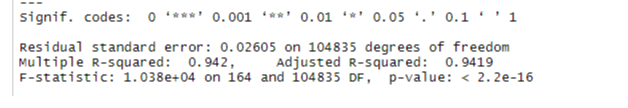 ---
Signif. codes:  0 ‘***’ 0.001 ‘**’ 0.01 ‘*’ 0.05 ‘.’ 0.1 ‘ ’ 1
Residual standard error: 0.02605 on 104835 degrees of freedom
Multiple R-squared:  0.942,	Adjusted R-squared:  0.9419
F-statistic: 1.038e+04 on 164 and 104835 DF,  p-value: < 2.2e-16